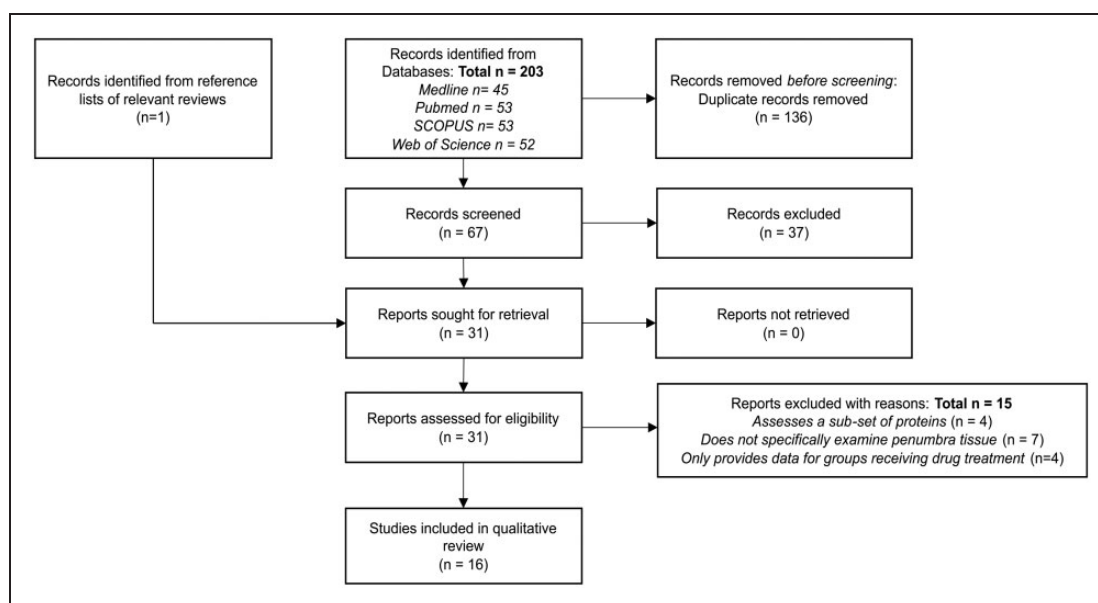 Records identified from reference
lists of relevant reviews
(n=1)
Records identified from
Databases: Total n = 203
Medline n= 45
Pubmed n = 53
SCOPUS n= 53
Web of Science n = 52
Records removed before screening:
Duplicate records removed
(n = 136)
Records screened
(n = 67)
Records excluded
(n = 37)
Reports sought for retrieval
(n = 31)
Reports not retrieved
(n = 0)
Reports assessed for eligibility
(n = 31)
Reports excluded with reasons: Total n = 15
Assesses a sub-set of proteins (n = 4)
Does not specifically examine penumbra tissue (n = 7)
Only provides data for groups receiving drug treatment (n=4)
Studies included in qualitative
review
(n = 16)